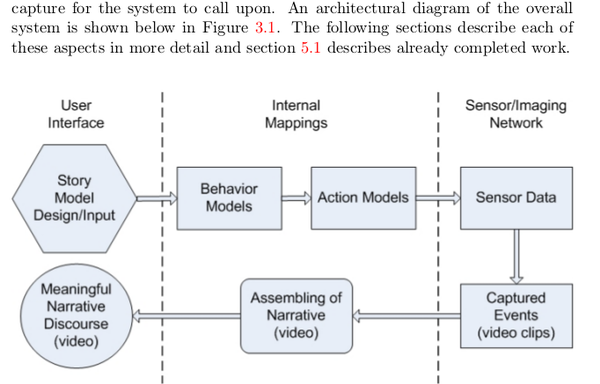 capture for the system to call upon. An architectural diagram of the overall
system is shown below in Figure 3.1. The following sections describe each of
these aspects in more detail and section 5.1 describes already completed work.
User
Interface
Internal
Mappings
Sensor/Imaging
Network
Story
Model
Design/Input
Behavior
Models
Action Models
Sensor Data
Meaningful
Narrative
Discourse
(video)
Assembling of
Narrative
(video)
Captured
Events
(video clips)